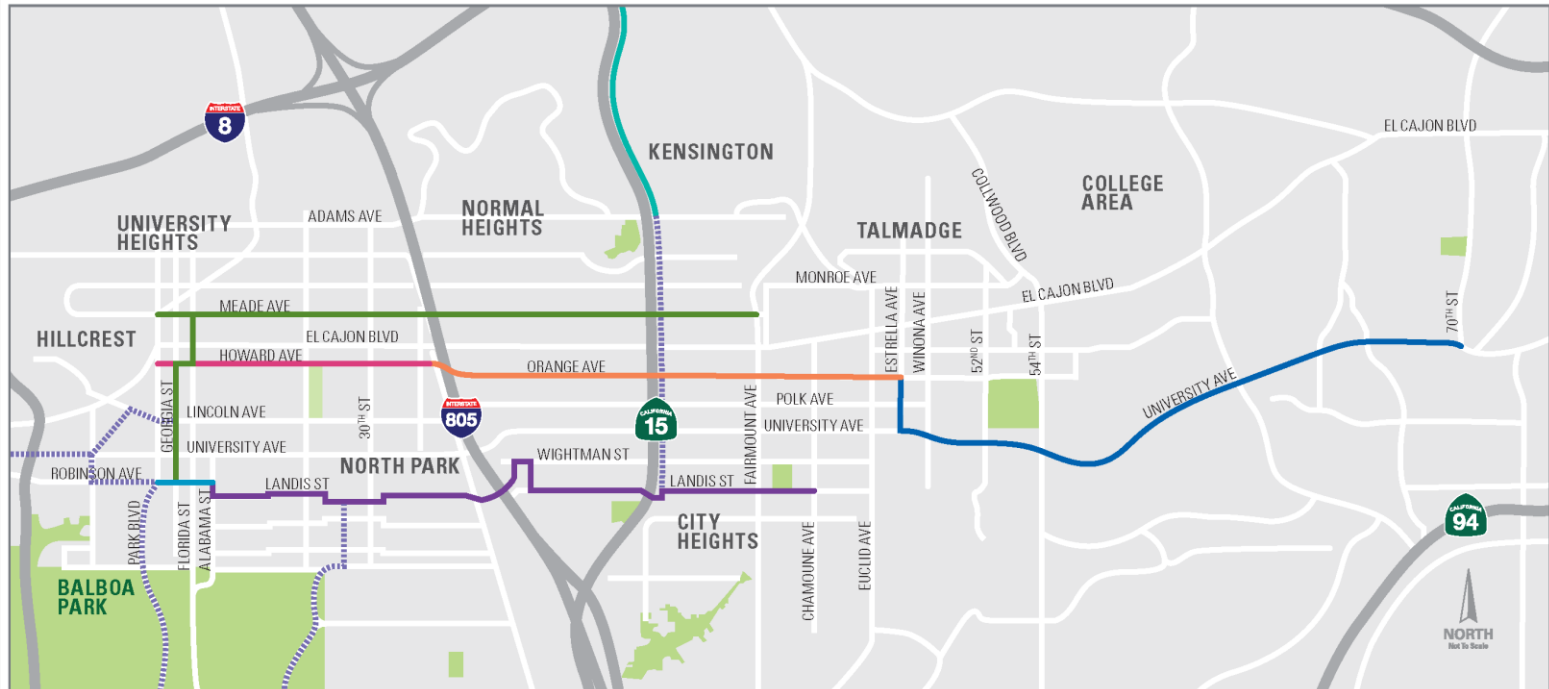 EL CAJON BLVD
INTERSTATE
8
KENSINGTON
COLLEGE
AREA
COLLWOOD BLVD
NORMAL
HEIGHTS
ADAMS AVE
UNIVERSITY
HEIGHTS
TALMADGE
MONROE AVE
EL CAJON BLVD
MEADE AVE
HILLCREST
EL CAJON BLVD
HOWARD AVE
ORANGE AVE
ESTRELLA AVE
WINONA AVE
52ND ST
54TH ST
70TH ST
GEORGIA ST
LINCOLN AVE
30TH ST
INTERSTATE
805
CALIFORNIA
15
FAIRMOUNT AVE
POLK AVE
UNIVERSITY AVE
UNIVERSITY AVE
UNIVERSITY AVE
WIGHTMAN ST
NORTH PARK
ROBINSON AVE
LANDIS ST
LANDIS ST
PARK BLVD
FLORIDA ST
ALABAMA ST
CITY
HEIGHTS
CHAMOUNE AVE
EUCLID AVE
CALIFORNIA
94
BALBOA
PARK
NORTH
Not To Scale